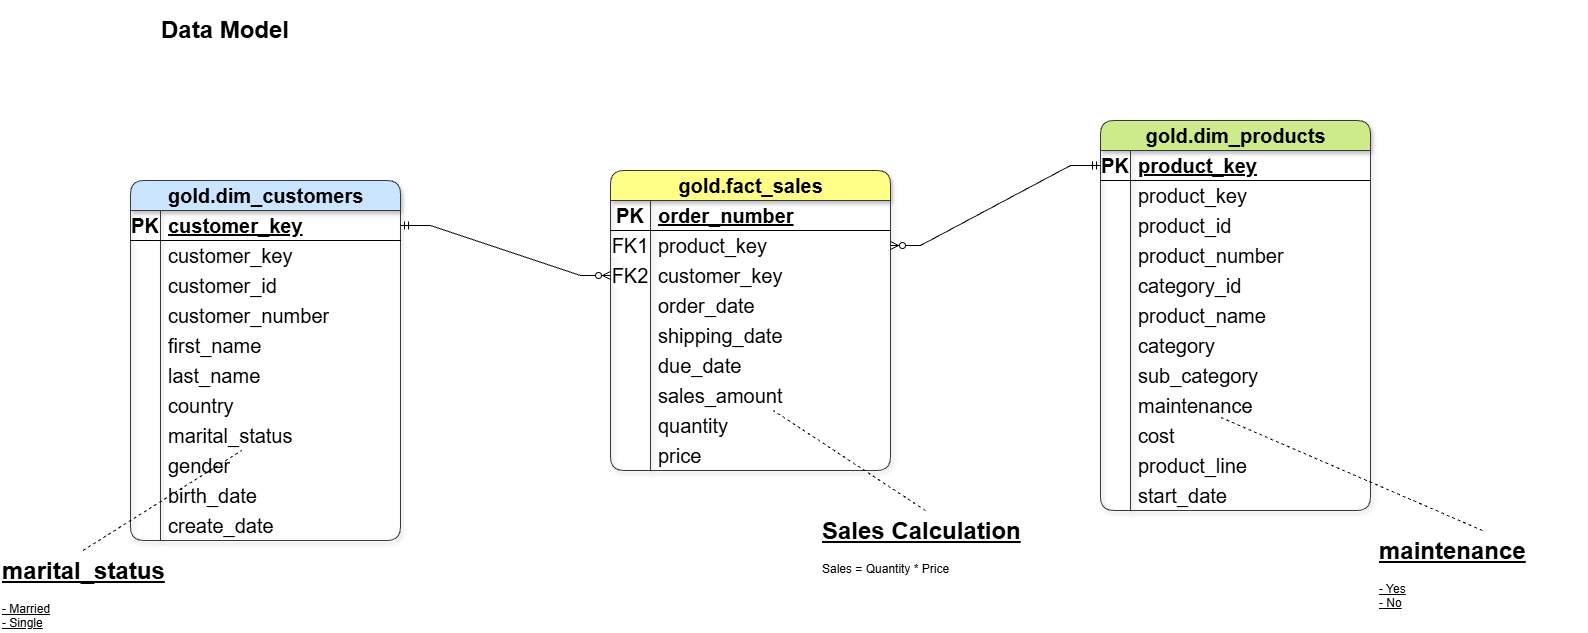 Data Model
gold.dim_customers
PK customer_key
customer_key
customer_id
customer_number
first_name
last_name
country
marital_status
gender
birth_date
create_date
marital_status
- Married
- Single
gold.fact_sales
PK order_number
FK1 product_key
FK2 customer_key
order_date
shipping_date
due_date
sales_amount
quantity
price
Sales Calculation
Sales = Quantity * Price
gold.dim_products
PK product_key
product_key
product_id
product_number
category_id
product_name
category
sub_category
maintenance
cost
product_line
start_date
maintenance
- Yes
- No